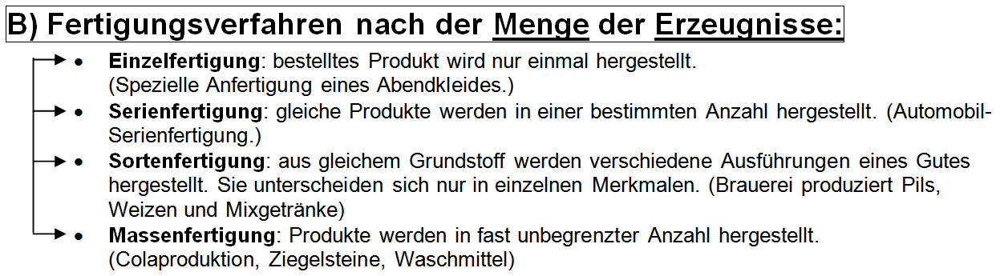 B) Fertigungsverfahren nach der Menge der Erzeugnisse:
• Einzelfertigung: bestelltes Produkt wird nur einmal hergestellt.
(Spezielle Anfertigung eines Abendkleides.)
• Serienfertigung: gleiche Produkte werden in einer bestimmten Anzahl hergestellt. (Automobil-
Serienfertigung.)
• Sortenfertigung: aus gleichem Grundstoff werden verschiedene Ausführungen eines Gutes
hergestellt. Sie unterscheiden sich nur in einzelnen Merkmalen. (Brauerei produziert Pils,
Weizen und Mixgetränke)
• Massenfertigung: Produkte werden in fast unbegrenzter Anzahl hergestellt.
(Colaproduktion, Ziegelsteine, Waschmittel)